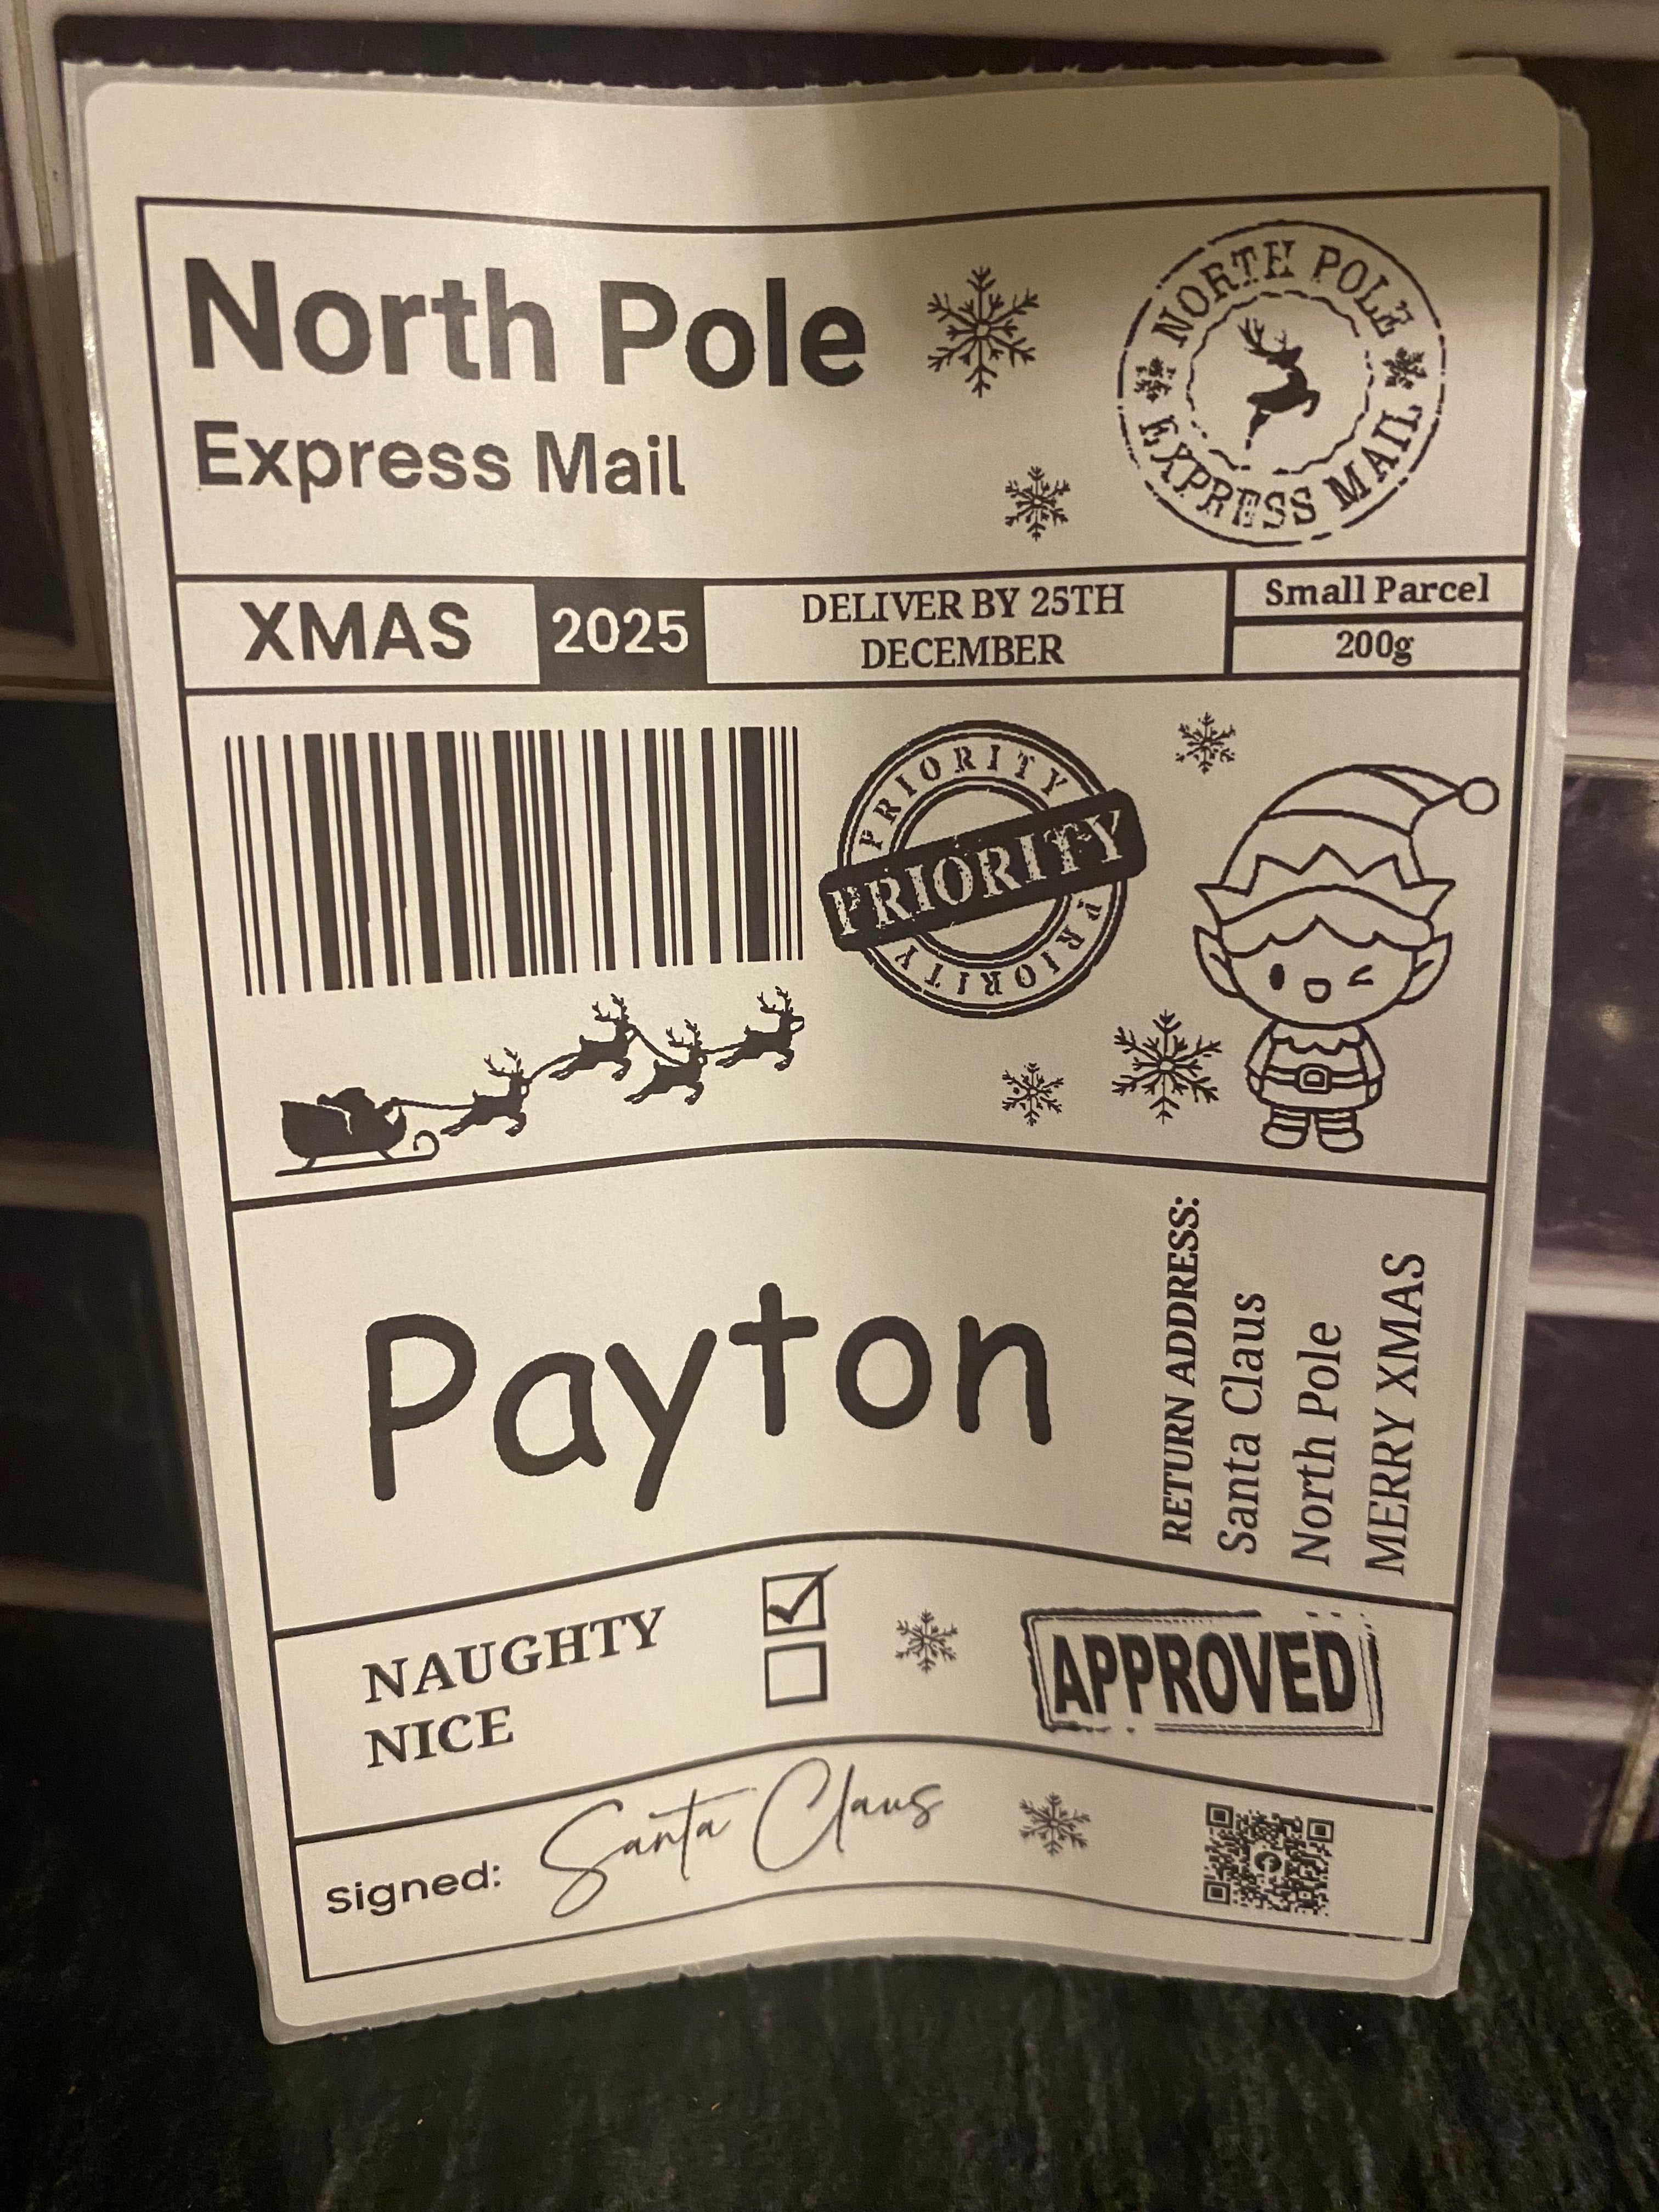 North Pole
Express Mail
NORTH POLE
EXPRESS MAIL
XMAS 2025
DELIVER BY 25TH
DECEMBER
Small Parcel
200g
PRIORITY
PRIORITY
PRIORITY
Payton
RETURN ADDRESS:
Santa Claus
North Pole
MERRY XMAS
NAUGHTY
NICE
APPROVED
Signed: Santa Claus